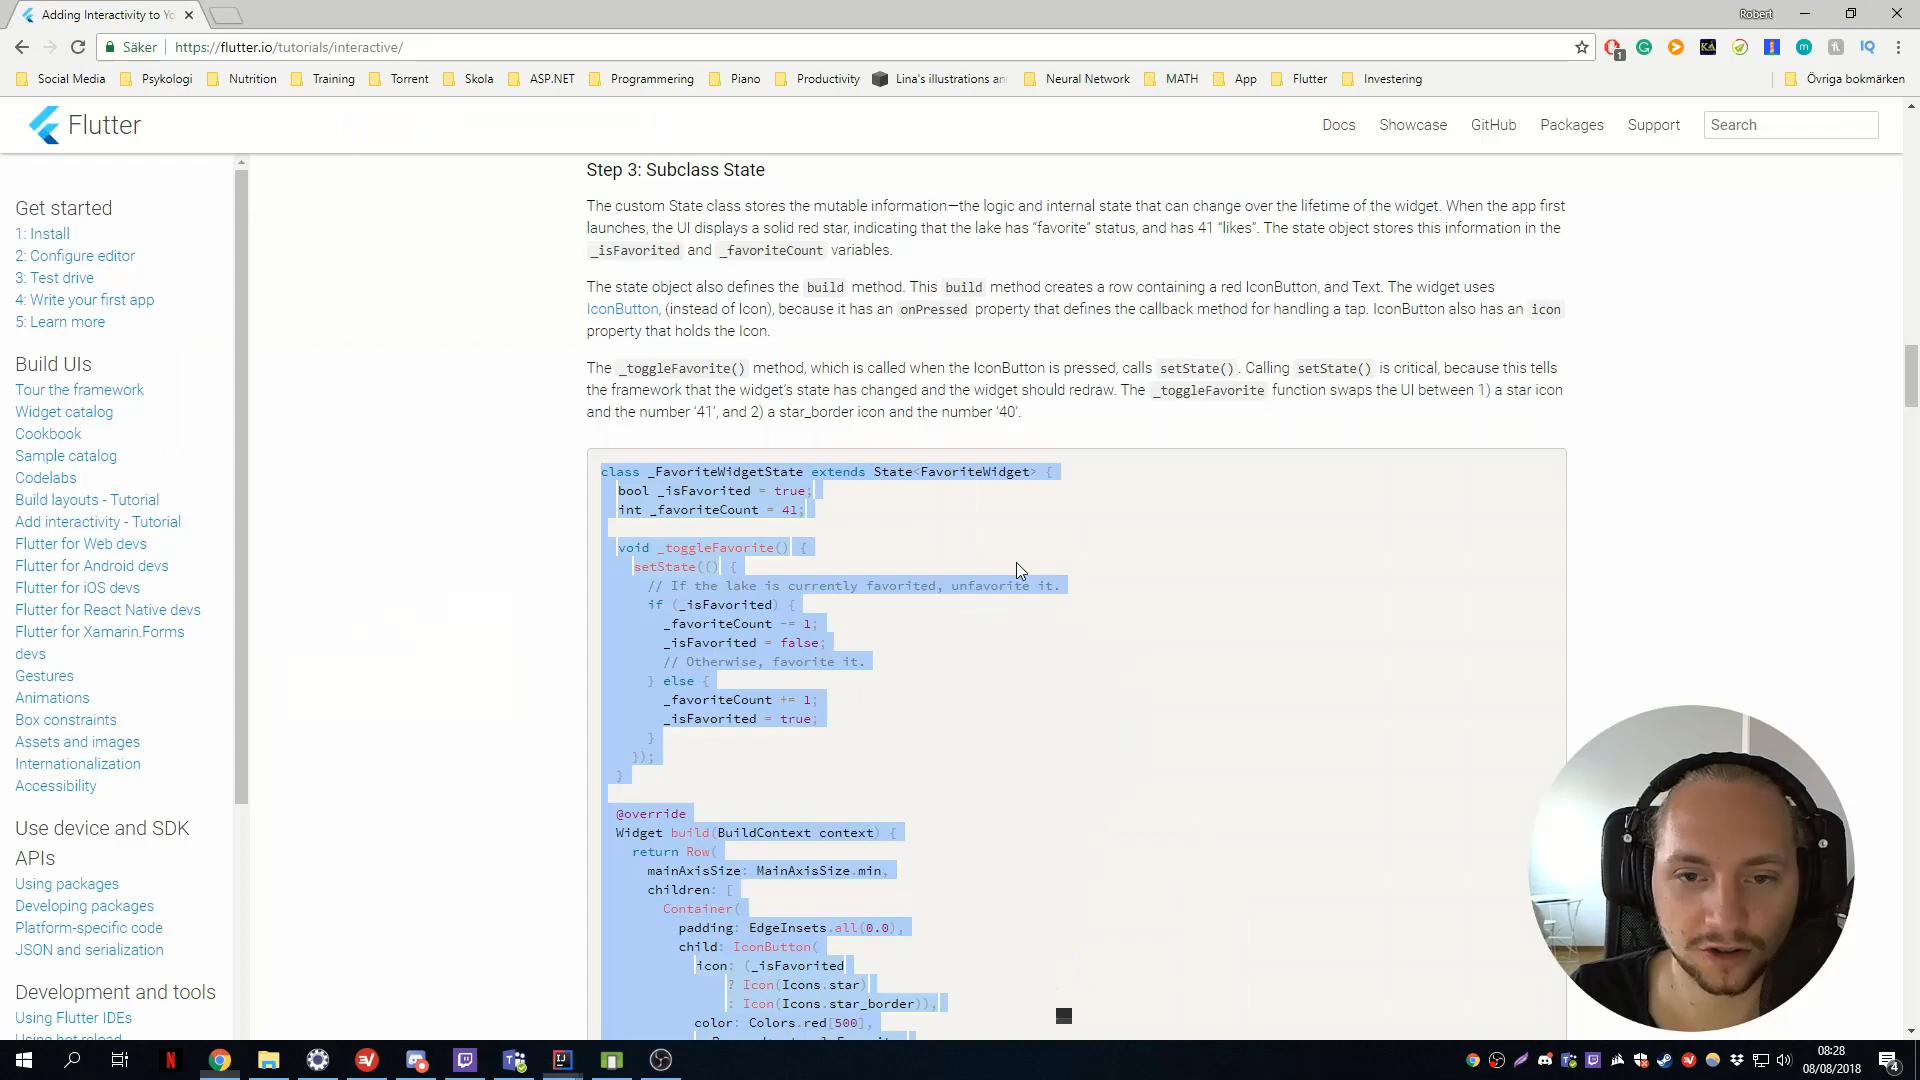 Adding Interactivity to Yo
Robert
Säker
https://flutter.io/tutorials/interactive/
1
IQ
Social Media
Psykologi
Nutrition
Training
Torrent
Skola
ASP.NET
Programmering
Piano
Productivity
Lina's illustrations an
Neural Network
MATH
App
Flutter
Investering
Övriga bokmärken
Flutter
Docs
Showcase
GitHub
Packages
Support
Search
Get started
1: Install
2: Configure editor
3: Test drive
4: Write your first app
5: Learn more
Build UIs
Tour the framework
Widget catalog
Cookbook
Sample catalog
Codelabs
Build layouts - Tutorial
Add interactivity - Tutorial
Flutter for Web devs
Flutter for Android devs
Flutter for iOS devs
Flutter for React Native devs
Flutter for Xamarin.Forms
devs
Gestures
Animations
Box constraints
Assets and images
Internationalization
Accessibility
Use device and SDK
APIs
Using packages
Developing packages
Platform-specific code
JSON and serialization
Development and tools
Using Flutter IDEs
Using hot reload
Step 3: Subclass State
The custom State class stores the mutable information—the logic and internal state that can change over the lifetime of the widget. When the app first
launches, the UI displays a solid red star, indicating that the lake has “favorite” status, and has 41 “likes”. The state object stores this information in the
_isFavorited and _favoriteCount variables.
The state object also defines the build method. This build method creates a row containing a red IconButton, and Text. The widget uses
IconButton, (instead of Icon), because it has an onPressed property that defines the callback method for handling a tap. IconButton also has an icon
property that holds the Icon.
The _toggleFavorite() method, which is called when the IconButton is pressed, calls setState(). Calling setState() is critical, because this tells
the framework that the widget’s state has changed and the widget should redraw. The _toggleFavorite function swaps the UI between 1) a star icon
and the number ‘41’, and 2) a star_border icon and the number ‘40’.
class _FavoriteWidgetState extends State<FavoriteWidget> {
bool _isFavorited = true;
int _favoriteCount = 41;
void _toggleFavorite() {
setState(() {
// If the lake is currently favorited, unfavorite it.
if (_isFavorited) {
_favoriteCount -= 1;
_isFavorited = false;
// Otherwise, favorite it.
} else {
_favoriteCount += 1;
_isFavorited = true;
}
});
}
@override
Widget build(BuildContext context) {
return Row(
mainAxisSize: MainAxisSize.min,
children: [
Container(
padding: EdgeInsets.all(0.0),
child: IconButton(
icon: (_isFavorited
? Icon(Icons.star)
: Icon(Icons.star_border)),
color: Colors.red[500],
08:28
08/08/2018
4